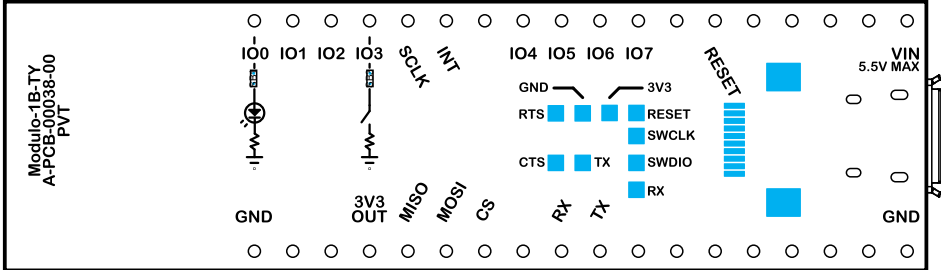 Modulo-1B-TY
A-PCB-00038-00
PVT
IO0 IO1 IO2 IO3 SCLK INT IO4 IO5 IO6 IO7 RESET VIN
5.5V MAX
GND 3V3
RTS RESET
SWCLK
CTS TX SWDIO
RX
GND 3V3 OUT MISO MOSI CS RX TX GND